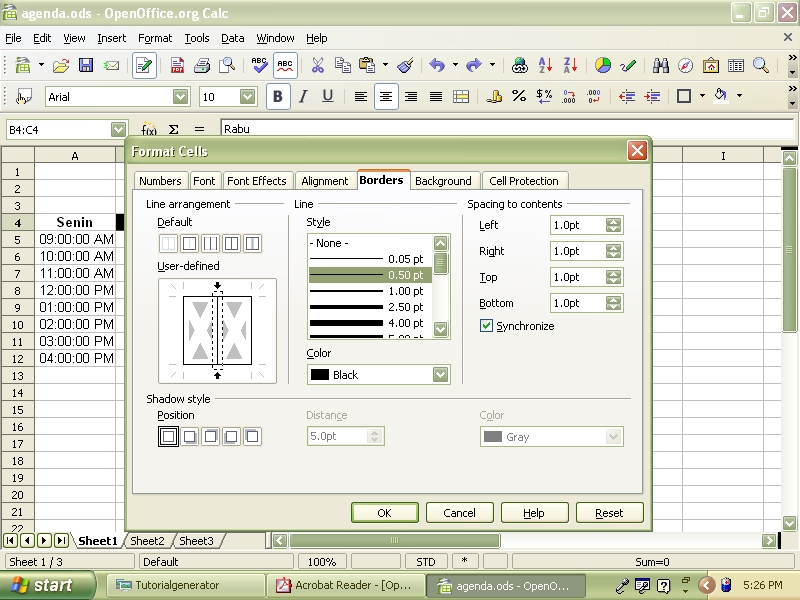 agenda.ods - OpenOffice.org Calc
File Edit View Insert Format Tools Data Window Help
Arial 10 B I U
B4:C4 f(x) Σ = Rabu
A I
Format Cells
Numbers Font Font Effects Alignment Borders Background Cell Protection
Line arrangement
Default
User-defined
Line
Style
- None -
0.05 pt
0.50 pt
1.00 pt
2.50 pt
4.00 pt
Color
Black
Spacing to contents
Left 1.0pt
Right 1.0pt
Top 1.0pt
Bottom 1.0pt
Synchronize
Shadow style
Position
Distance
5.0pt
Color
Gray
OK Cancel Help Reset
1
2
3
4 Senin
5 09:00:00 AM
6 10:00:00 AM
7 11:00:00 AM
8 12:00:00 PM
9 01:00:00 PM
10 02:00:00 PM
11 03:00:00 PM
12 04:00:00 PM
13
14
15
16
17
18
19
20
21
22
Sheet1 Sheet2 Sheet3
Sheet 1 / 3 Default 100% STD * Sum=0
start Tutorialgenerator Acrobat Reader - [Op... agenda.ods - OpenO... 5:26 PM